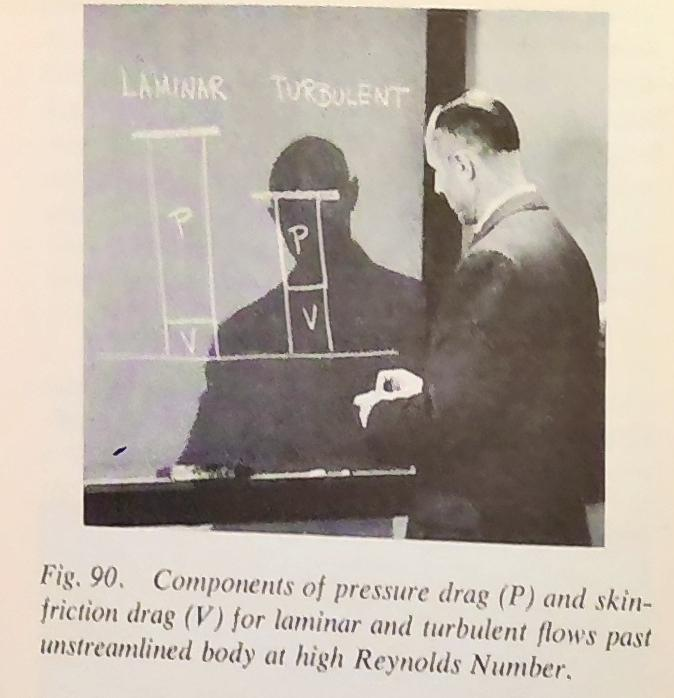 LAMINAR TURBULENT
P P
V V
Fig. 90. Components of pressure drag (P) and skin-
friction drag (V) for laminar and turbulent flows past
unstreamlined body at high Reynolds Number.